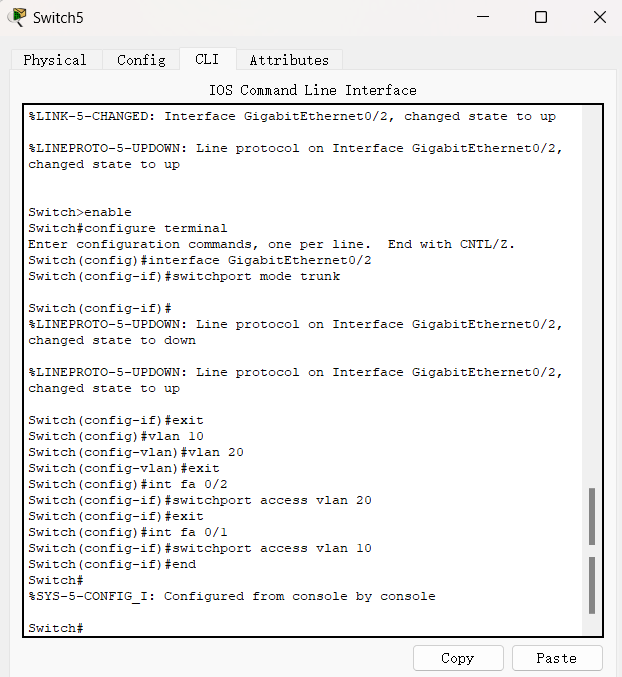 Switch5
Physical Config CLI Attributes
IOS Command Line Interface
%LINK-5-CHANGED: Interface GigabitEthernet0/2, changed state to up
%LINEPROTO-5-UPDOWN: Line protocol on Interface GigabitEthernet0/2,
changed state to up
Switch>enable
Switch#configure terminal
Enter configuration commands, one per line.  End with CNTL/Z.
Switch(config)#interface GigabitEthernet0/2
Switch(config-if)#switchport mode trunk
Switch(config-if)#
%LINEPROTO-5-UPDOWN: Line protocol on Interface GigabitEthernet0/2,
changed state to down
%LINEPROTO-5-UPDOWN: Line protocol on Interface GigabitEthernet0/2,
changed state to up
Switch(config-if)#exit
Switch(config)#vlan 10
Switch(config-vlan)#vlan 20
Switch(config-vlan)#exit
Switch(config)#int fa 0/2
Switch(config-if)#switchport access vlan 20
Switch(config-if)#exit
Switch(config)#int fa 0/1
Switch(config-if)#switchport access vlan 10
Switch(config-if)#end
Switch#
%SYS-5-CONFIG_I: Configured from console by console
Switch#
Copy Paste